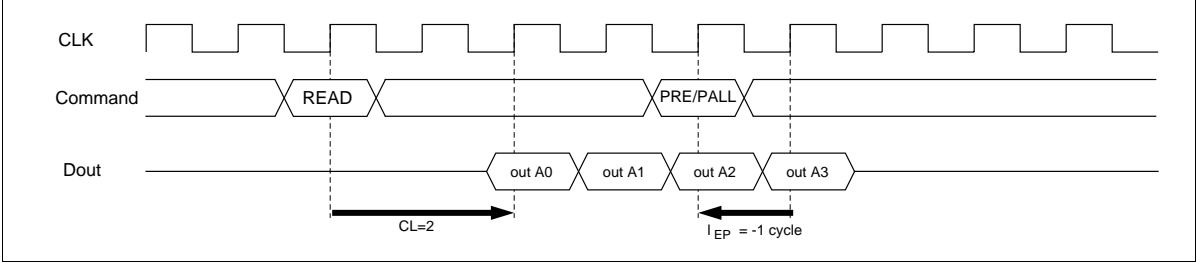 CLK
Command READ PRE/PALL
Dout out A0 out A1 out A2 out A3
CL=2 l EP = -1 cycle